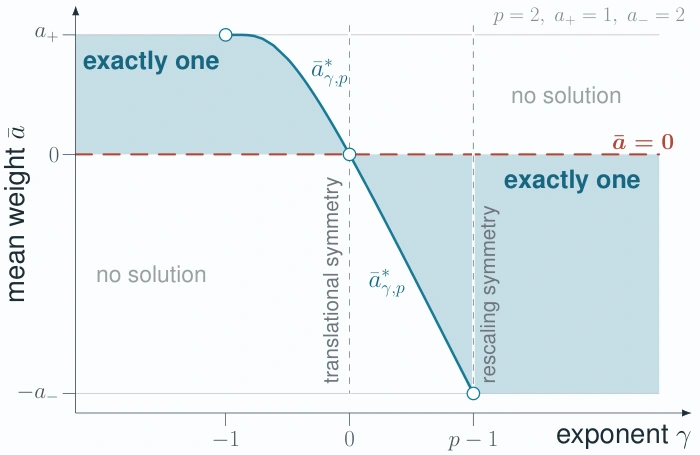 p = 2, a₊ = 1, a₋ = 2
a₊
exactly one
ā*γ,p
no solution
ā = 0
0
exactly one
mean weight ā
translational symmetry
rescaling symmetry
no solution
ā*γ,p
−a₋
−1
0
p − 1
exponent γ